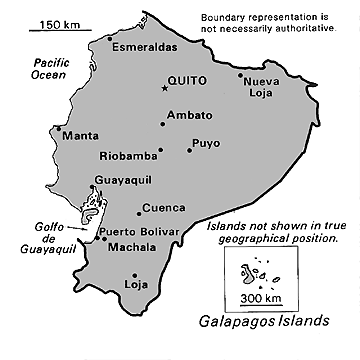 150 km
Boundary representation is
not necessarily authoritative.
Esmeraldas
Pacific
Ocean
QUITO
Nueva
Loja
Ambato
Manta
Puyo
Riobamba
Guayaquil
Cuenca
Golfo
de
Guayaquil
Puerto Bolivar
Machala
Loja
Islands not shown in true
geographical position.
300 km
Galapagos Islands